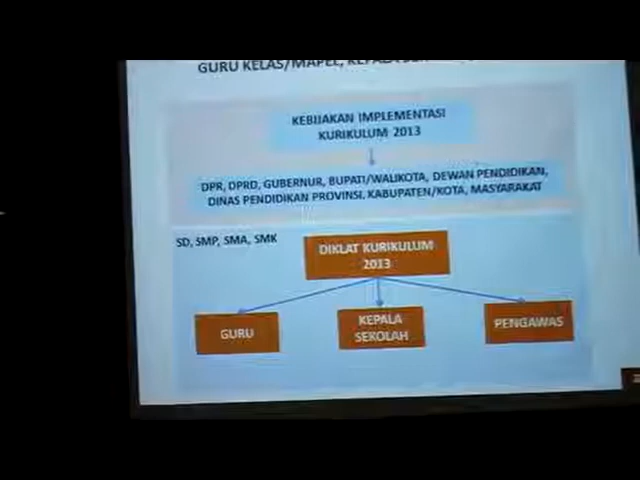 GURU KELAS/MAPEL,
KEBIJAKAN IMPLEMENTASI
KURIKULUM 2013
DPR, DPRD, GUBERNUR, BUPATI/WALIKOTA, DEWAN PENDIDIKAN,
DINAS PENDIDIKAN PROVINSI, KABUPATEN/KOTA, MASYARAKAT
SD, SMP, SMA, SMK
DIKLAT KURIKULUM
2013
GURU
KEPALA
SEKOLAH
PENGAWAS